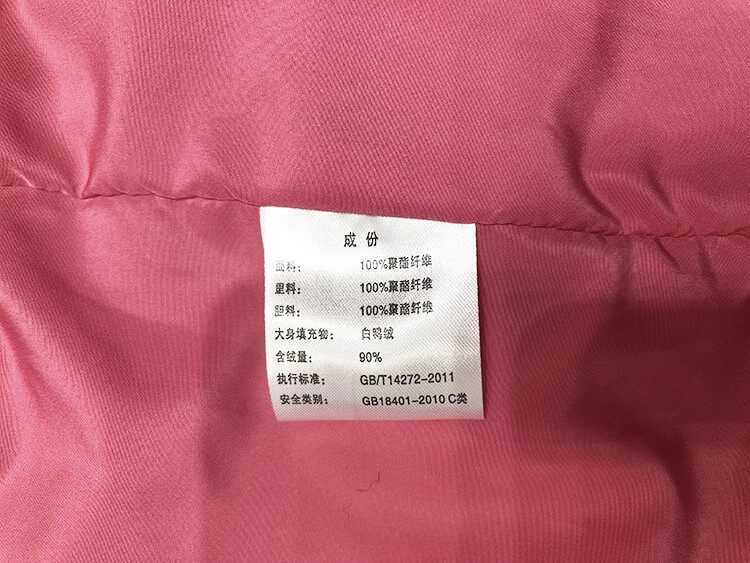 成份
面料： 100%聚酯纤维
里料： 100%聚酯纤维
胆料： 100%聚酯纤维
大身填充物： 白鸭绒
含绒量： 90%
执行标准： GB/T14272-2011
安全类别： GB18401-2010 C类